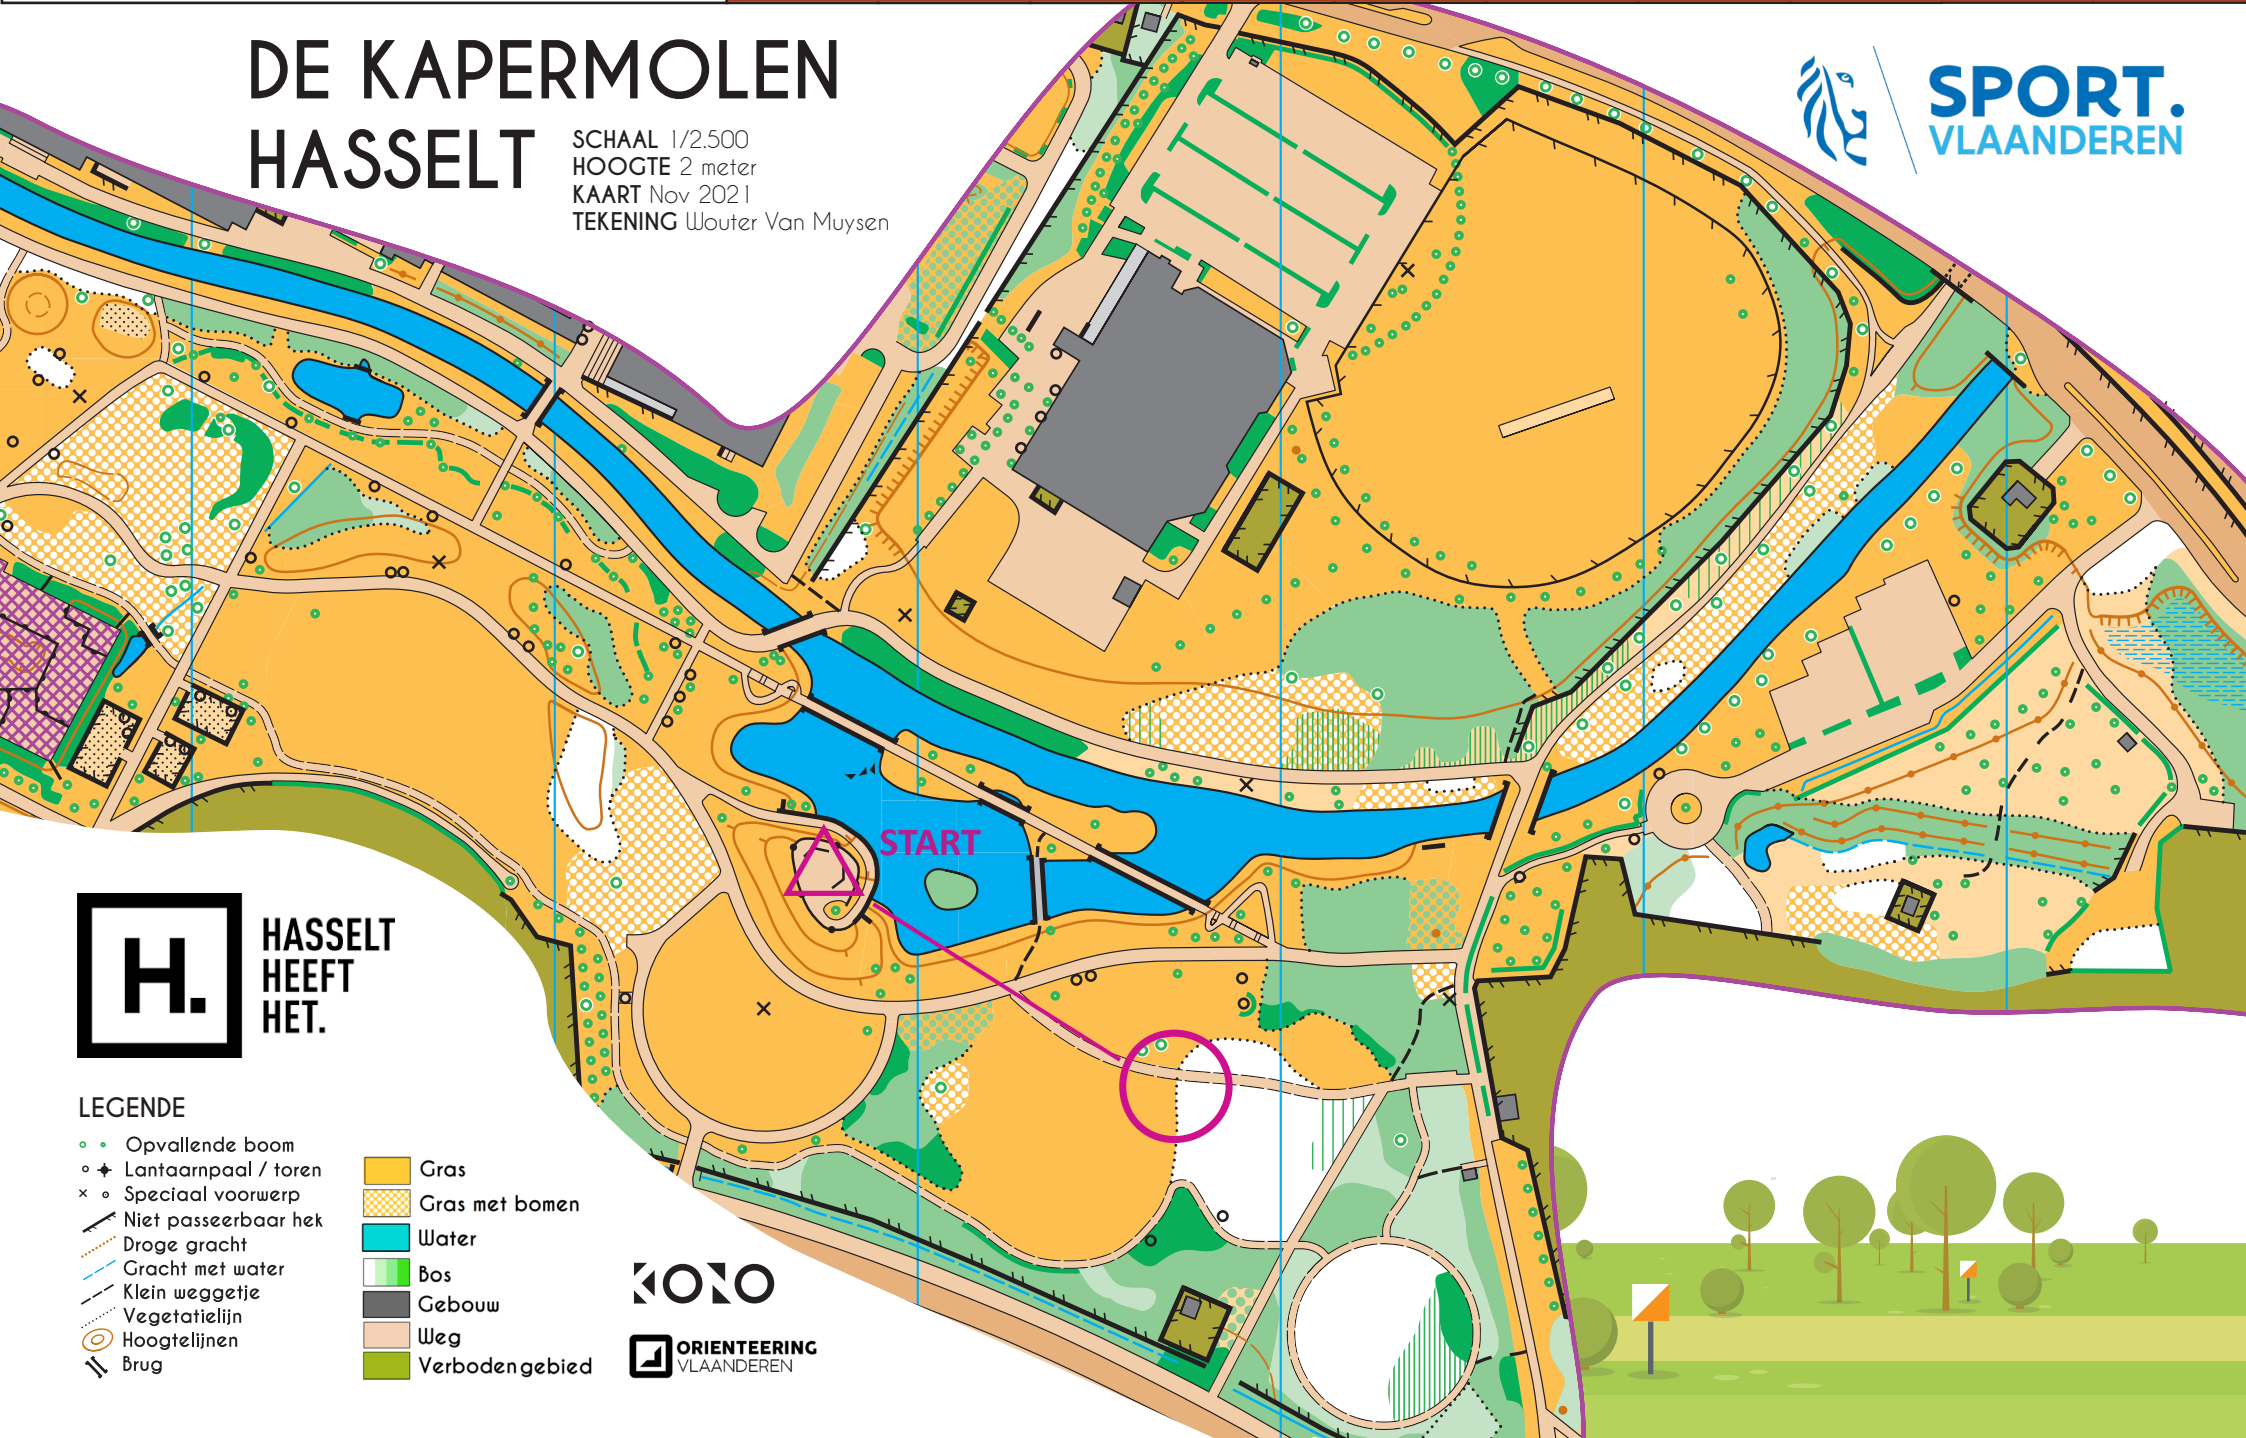 DE KAPERMOLEN
HASSELT
SCHAAL 1/2.500
HOOGTE 2 meter
KAART Nov 2021
TEKENING Wouter Van Muysen
SPORT.
VLAANDEREN
START
H.
HASSELT
HEEFT
HET.
LEGENDE
Opvallende boom
Lantaarnpaal / toren
Speciaal voorwerp
Niet passeerbaar hek
Droge gracht
Gracht met water
Klein weggetje
Vegetatielijn
Hoogtelijnen
Brug
Gras
Gras met bomen
Water
Bos
Gebouw
Weg
Verboden gebied
KONO
ORIENTEERING
VLAANDEREN